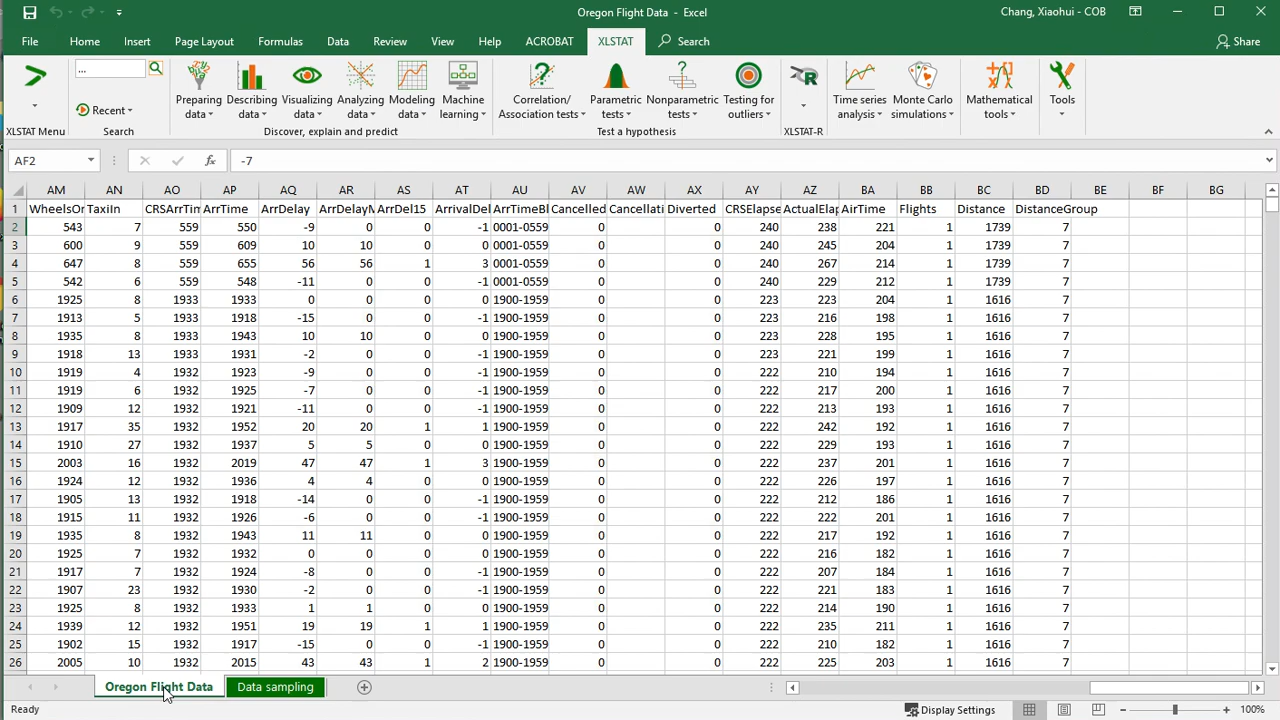 Oregon Flight Data - Excel
Chang, Xiaohui - COB
File Home Insert Page Layout Formulas Data Review View Help ACROBAT XLSTAT Search Share
...
Recent
Preparing data
Describing data
Visualizing data
Analyzing data
Modeling data
Machine learning
Correlation/ Association tests
Parametric tests
Nonparametric tests
Testing for outliers
Time series analysis
Monte Carlo simulations
Mathematical tools
Tools
XLSTAT Menu Search Discover, explain and predict Test a hypothesis XLSTAT-R
AF2 fx -7
AM AN AO AP AQ AR AS AT AU AV AW AX AY AZ BA BB BC BD BE BF BG
1 WheelsOn TaxiIn CRSArrTim ArrTime ArrDelay ArrDelayM ArrDel15 ArrivalDel ArrTimeBl Cancelled Cancellati Diverted CRSElapse ActualElap AirTime Flights Distance DistanceGroup
2 543 7 559 550 -9 0 0 -1 0001-0559 0 0 240 238 221 1 1739 7
3 600 9 559 609 10 10 0 0 0001-0559 0 0 240 245 204 1 1739 7
4 647 8 559 655 56 56 1 3 0001-0559 0 0 240 267 214 1 1739 7
5 542 6 559 548 -11 0 0 -1 0001-0559 0 0 240 229 212 1 1739 7
6 1925 8 1933 1933 0 0 0 0 1900-1959 0 0 223 223 204 1 1616 7
7 1913 5 1933 1918 -15 0 0 -1 1900-1959 0 0 223 216 198 1 1616 7
8 1935 8 1933 1943 10 10 0 0 1900-1959 0 0 223 228 195 1 1616 7
9 1918 13 1933 1931 -2 0 0 -1 1900-1959 0 0 223 221 199 1 1616 7
10 1919 4 1932 1923 -9 0 0 -1 1900-1959 0 0 222 210 194 1 1616 7
11 1919 6 1932 1925 -7 0 0 -1 1900-1959 0 0 222 217 200 1 1616 7
12 1909 12 1932 1921 -11 0 0 -1 1900-1959 0 0 222 213 193 1 1616 7
13 1917 35 1932 1952 20 20 1 1 1900-1959 0 0 222 242 192 1 1616 7
14 1910 27 1932 1937 5 5 0 0 1900-1959 0 0 222 229 193 1 1616 7
15 2003 16 1932 2019 47 47 1 3 1900-1959 0 0 222 237 201 1 1616 7
16 1924 12 1932 1936 4 4 0 0 1900-1959 0 0 222 226 197 1 1616 7
17 1905 13 1932 1918 -14 0 0 -1 1900-1959 0 0 222 212 186 1 1616 7
18 1915 11 1932 1926 -6 0 0 -1 1900-1959 0 0 222 222 201 1 1616 7
19 1935 8 1932 1943 11 11 0 0 1900-1959 0 0 222 217 192 1 1616 7
20 1925 7 1932 1932 0 0 0 0 1900-1959 0 0 222 216 182 1 1616 7
21 1917 7 1932 1924 -8 0 0 -1 1900-1959 0 0 222 207 184 1 1616 7
22 1907 23 1932 1930 -2 0 0 -1 1900-1959 0 0 222 211 183 1 1616 7
23 1925 8 1932 1933 1 1 0 0 1900-1959 0 0 222 214 190 1 1616 7
24 1939 12 1932 1951 19 19 1 1 1900-1959 0 0 222 235 211 1 1616 7
25 1902 15 1932 1917 -15 0 0 -1 1900-1959 0 0 222 210 182 1 1616 7
26 2005 10 1932 2015 43 43 1 2 1900-1959 0 0 222 225 203 1 1616 7
Oregon Flight Data Data sampling
Ready Display Settings 100%